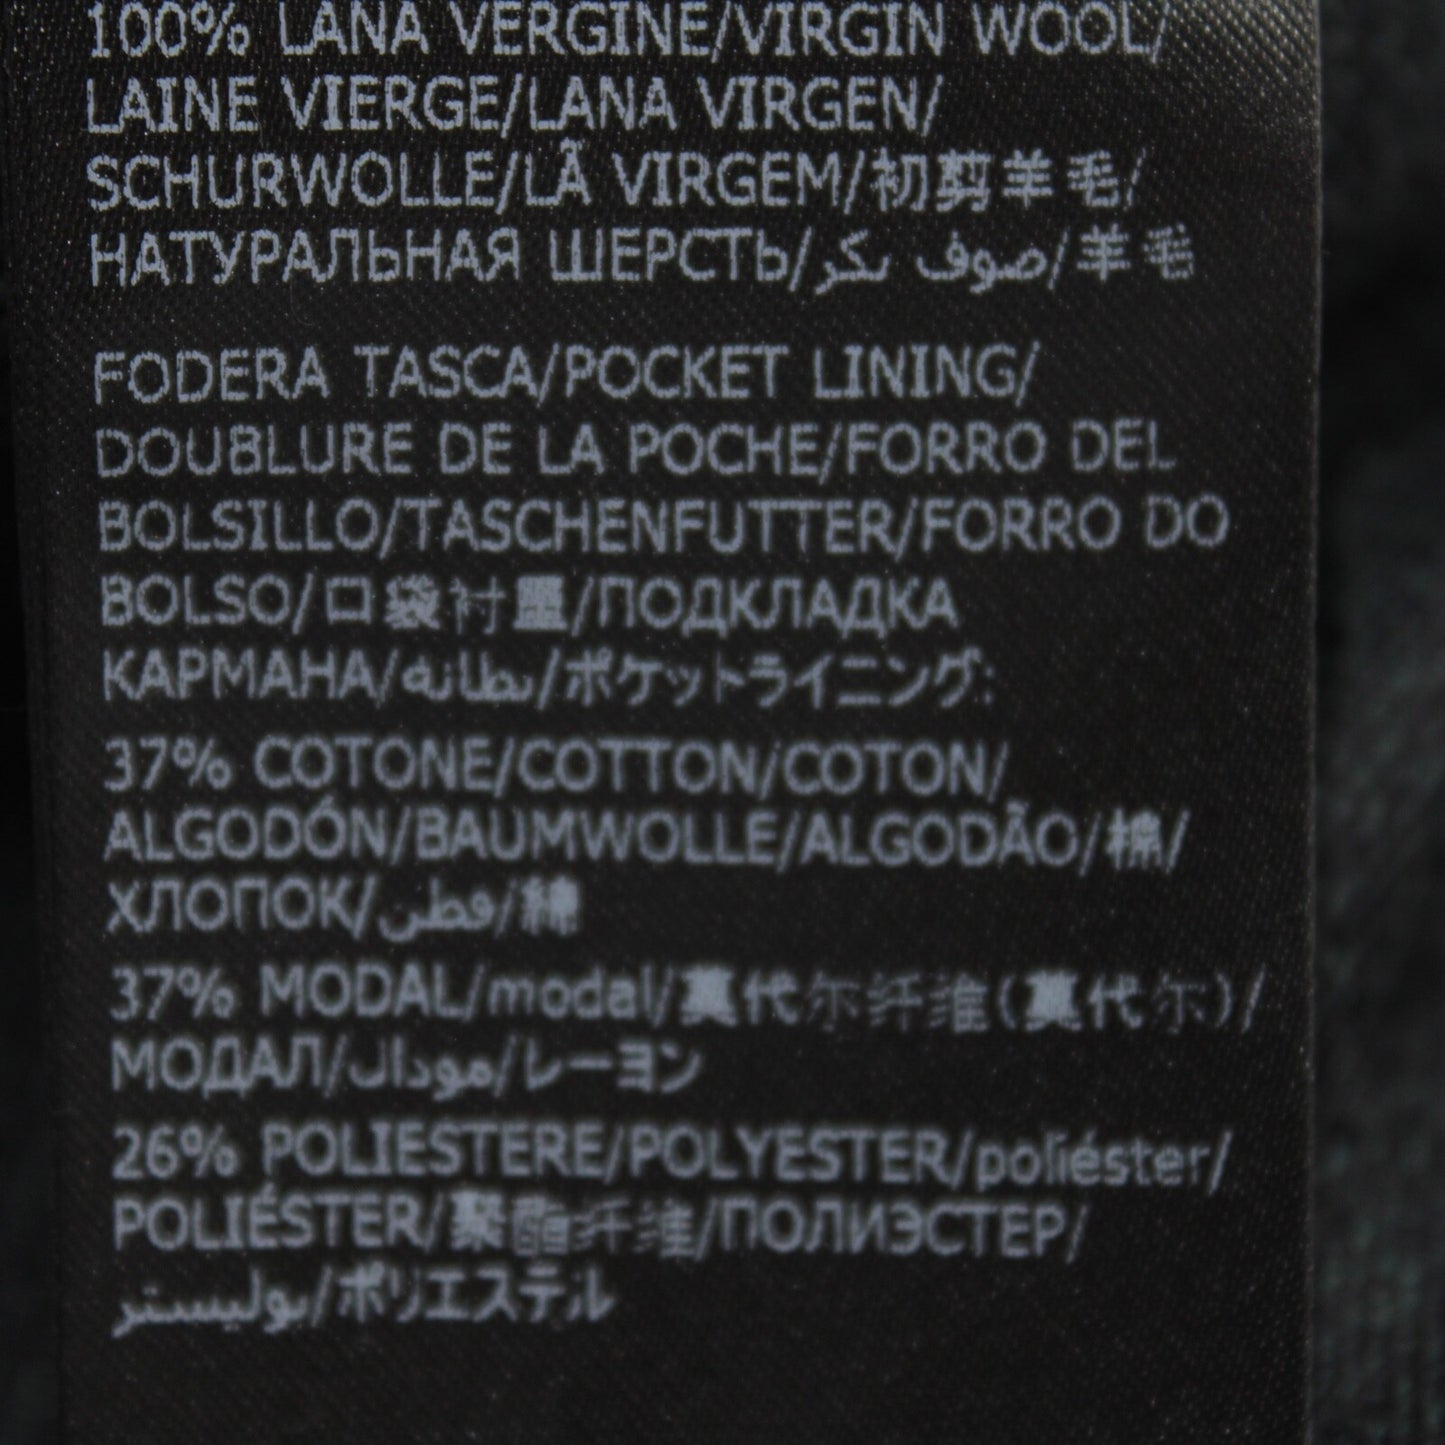 100% LANA VERGINE/VIRGIN WOOL/
LAINE VIERGE/LANA VIRGEN/
SCHURWOLLE/LÃ VIRGEM/初剪羊毛/
НАТУРАЛЬНАЯ ШЕРСТЬ/صوف بكر/羊毛
FODERA TASCA/POCKET LINING/
DOUBLURE DE LA POCHE/FORRO DEL
BOLSILLO/TASCHENFUTTER/FORRO DO
BOLSO/口袋衬里/ПОДКЛАДКА
КАРМАНА/بطانه/ポケットライニング:
37% COTONE/COTTON/COTON/
ALGODÓN/BAUMWOLLE/ALGODÃO/棉/
ХЛОПОК/قطن/綿
37% MODAL/modal/莫代尔纤维(莫代尔)/
МОДАЛ/مودال/レーヨン
26% POLIESTERE/POLYESTER/poliéster/
POLIÉSTER/聚酯纤维/ПОЛИЭСТЕР/
بوليستر/ポリエステル